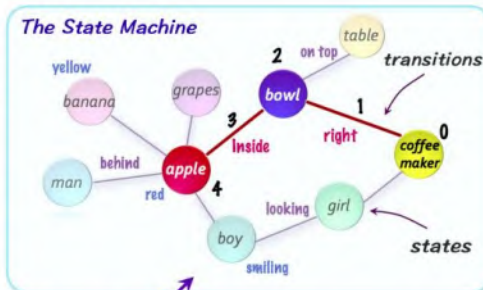 The State Machine
table
2
on top
transitions
yellow
grapes
banana
bowl
3
1
0
Inside
right
coffee
maker
behind
man
apple
4
red
looking
girl
boy
states
smiling